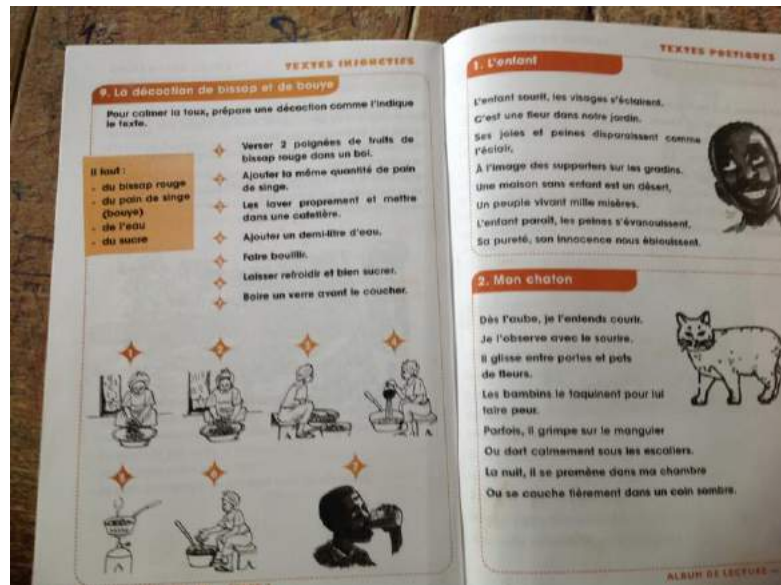 TEXTES INJONCTIFS
9. La décoction de bissap et de bouye
Pour calmer la toux, prépare une décoction comme l'indique
le texte.
Il faut :
- du bissap rouge
- du pain de singe
(bouye)
- de l'eau
- du sucre
Verser 2 poignées de fruits de
bissap rouge dans un bol.
Ajouter la même quantité de pain
de singe.
Les laver proprement et mettre
dans une cafetière.
Ajouter un demi-litre d'eau.
Faire bouillir.
Laisser refroidir et bien sucrer.
Boire un verre avant le coucher.
1
2
3
4
5
6
7
TEXTES POÉTIQUES
1. L'enfant
L'enfant sourit, les visages s'éclairent.
C'est une fleur dans notre jardin.
Ses joies et peines disparaissent comme
l'éclair,
À l'image des supporters sur les gradins.
Une maison sans enfant est un désert,
Un peuple vivant mille misères.
L'enfant paraît, les peines s'évanouissent,
Sa pureté, son innocence nous éblouissent.
2. Mon chaton
Dès l'aube, je l'entends courir.
Je l'observe avec le sourire.
Il glisse entre portes et pots
de fleurs.
Les bambins le taquinent pour lui
faire peur.
Parfois, il grimpe sur le manguier
Ou dort calmement sous les escaliers.
La nuit, il se promène dans ma chambre
Ou se couche fièrement dans un coin sombre.
ALBUM DE LECTURE